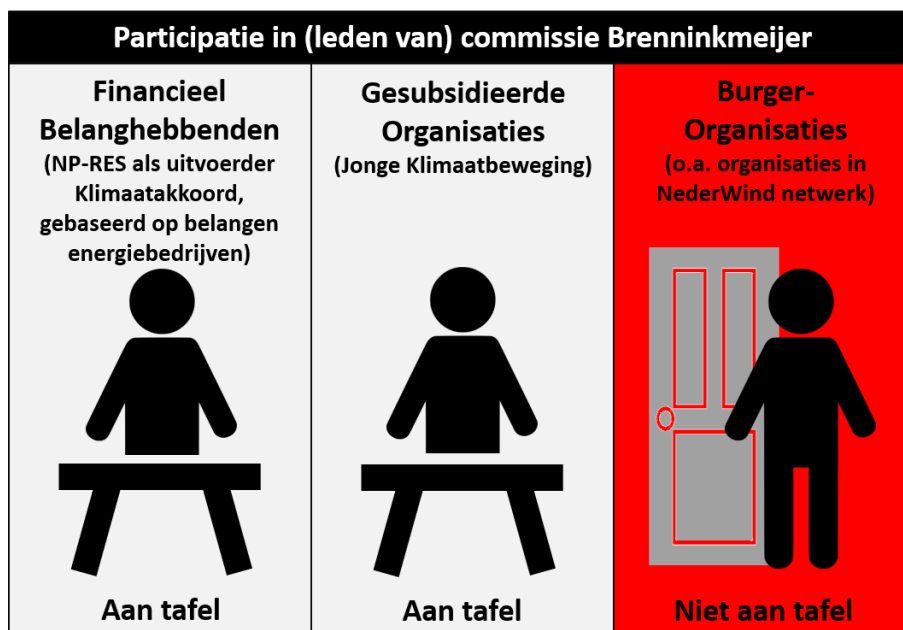 Participatie in (leden van) commissie Brenninkmeijer
Financieel
Belanghebbenden
(NP-RES als uitvoerder
Klimaatakkoord,
gebaseerd op belangen
energiebedrijven)
Aan tafel
Gesubsidieerde
Organisaties
(Jonge Klimaatbeweging)
Aan tafel
Burger-
Organisaties
(o.a. organisaties in
NederWind netwerk)
Niet aan tafel